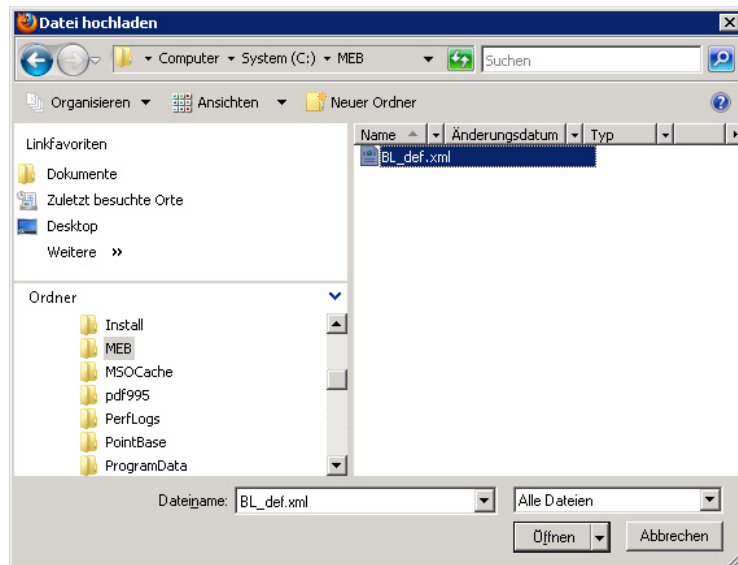 Datei hochladen
Computer System (C:) MEB Suchen
Organisieren Ansichten Neuer Ordner
Linkfavoriten
Dokumente
Zuletzt besuchte Orte
Desktop
Weitere »
Name Änderungsdatum Typ
BL_def.xml
Ordner
Install
MEB
MSOCache
pdf995
PerfLogs
PointBase
ProgramData
Dateiname: BL_def.xml Alle Dateien
Öffnen Abbrechen